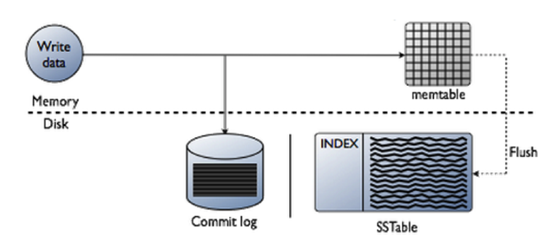 Write
data
Memory
memtable
Disk
INDEX
Flush
Commit log
SSTable